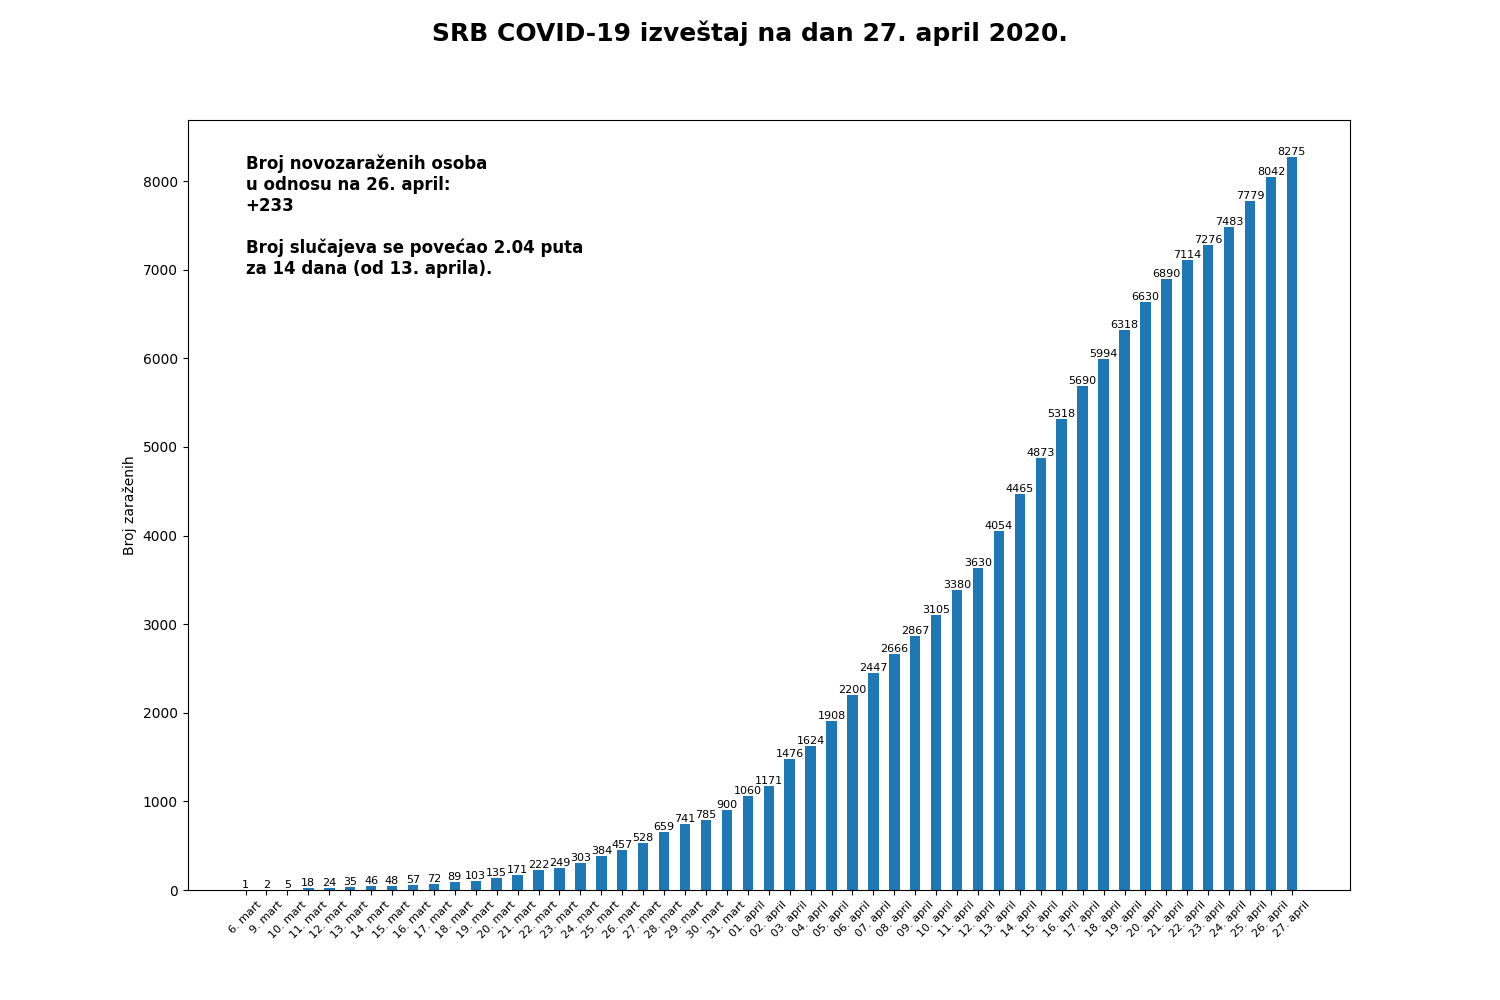 SRB COVID-19 izveštaj na dan 27. april 2020.
Broj novozaraženih osoba
u odnosu na 26. april:
+233
Broj slučajeva se povećao 2.04 puta
za 14 dana (od 13. aprila).
Broj zaraženih
8000
7000
6000
5000
4000
3000
2000
1000
0
1 2 5 18 24 35 46 48 57 72 89 103 135 171 222 249 303 384 457 528 659 741 785 900 1060 1171 1476 1624 1908 2200 2447 2666 2867 3105 3380 3630 4054 4465 4873 5318 5690 5994 6318 6630 6890 7114 7276 7483 7779 8042 8275
6. mart
9. mart
10. mart
11. mart
12. mart
13. mart
14. mart
15. mart
16. mart
17. mart
18. mart
19. mart
20. mart
21. mart
22. mart
23. mart
24. mart
25. mart
26. mart
27. mart
28. mart
29. mart
30. mart
31. mart
01. april
02. april
03. april
04. april
05. april
06. april
07. april
08. april
09. april
10. april
11. april
12. april
13. april
14. april
15. april
16. april
17. april
18. april
19. april
20. april
21. april
22. april
23. april
24. april
25. april
26. april
27. april